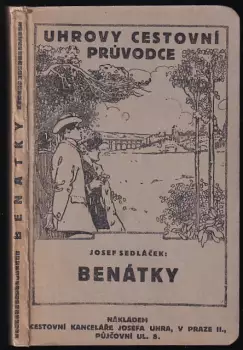 UHROVY CESTOVNÍ
PRŮVODCE
BENÁTKY
JOSEF SEDLÁČEK:
BENÁTKY
NÁKLADEM
CESTOVNÍ KANCELÁŘE JOSEFA UHRA, V PRAZE II.,
PŮJČOVNÍ UL. 5.